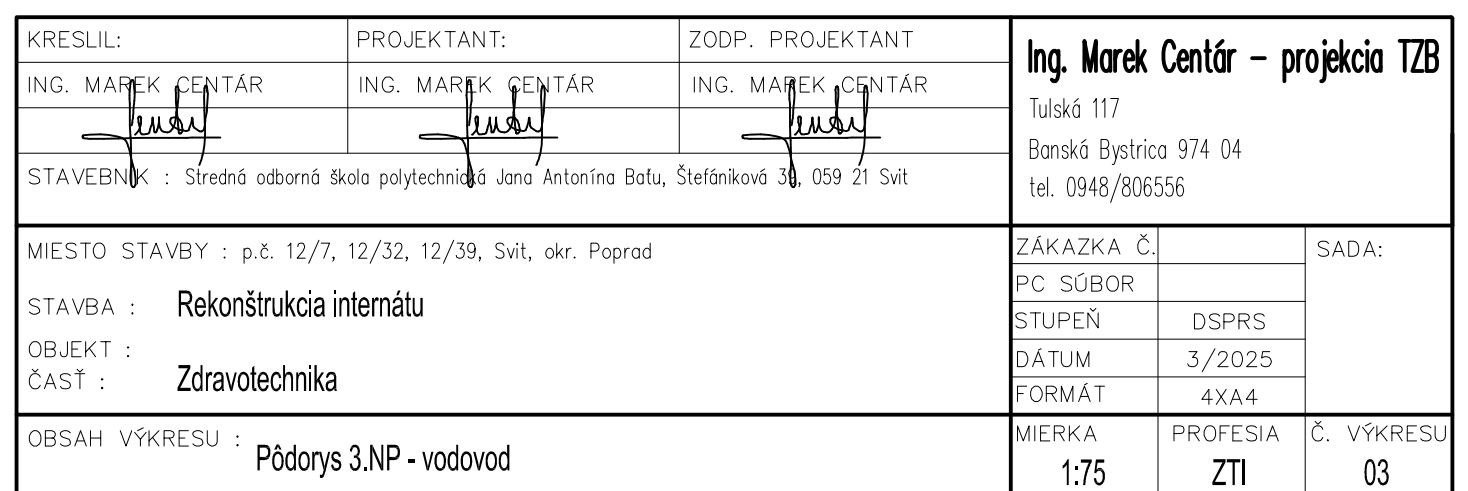 KRESLIL:
PROJEKTANT:
ZODP. PROJEKTANT
ING. MAREK CENTÁR
ING. MAREK CENTÁR
ING. MAREK CENTÁR
STAVEBNÍK : Stredná odborná škola polytechnická Jana Antonína Baťu, Štefániková 39, 059 21 Svit
Ing. Marek Centár – projekcia TZB
Tulská 117
Banská Bystrica 974 04
tel. 0948/806556
MIESTO STAVBY : p.č. 12/7, 12/32, 12/39, Svit, okr. Poprad
STAVBA : Rekonštrukcia internátu
OBJEKT :
ČASŤ : Zdravotechnika
ZÁKAZKA Č.
PC SÚBOR
STUPEŇ DSPRS
DÁTUM 3/2025
FORMÁT 4XA4
SADA:
OBSAH VÝKRESU :
Pôdorys 3.NP - vodovod
MIERKA PROFESIA Č. VÝKRESU
1:75 ZTI 03